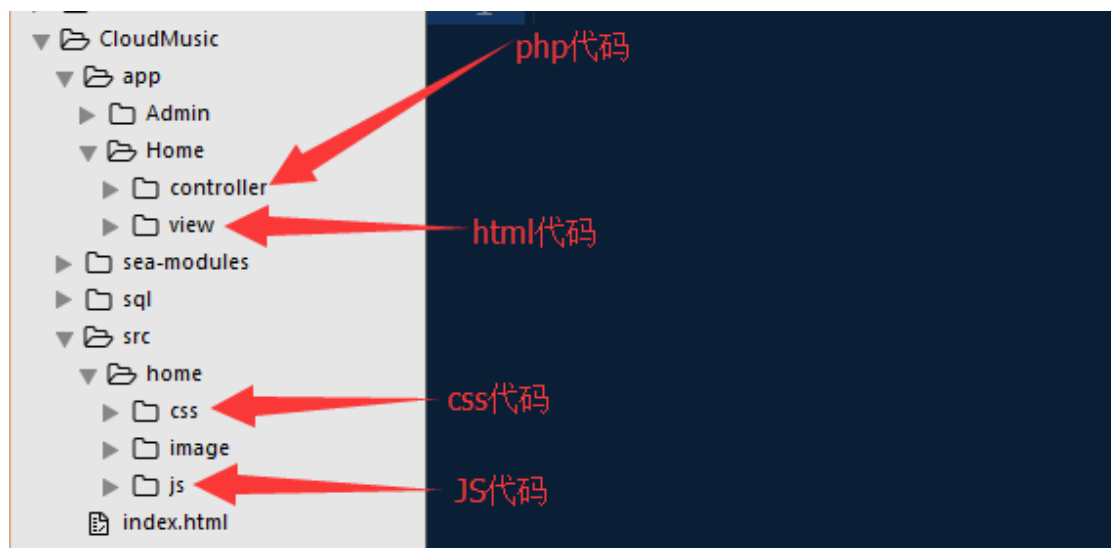 CloudMusic
php代码
app
Admin
Home
controller
view
html代码
sea-modules
sql
src
home
css
css代码
image
js
JS代码
index.html